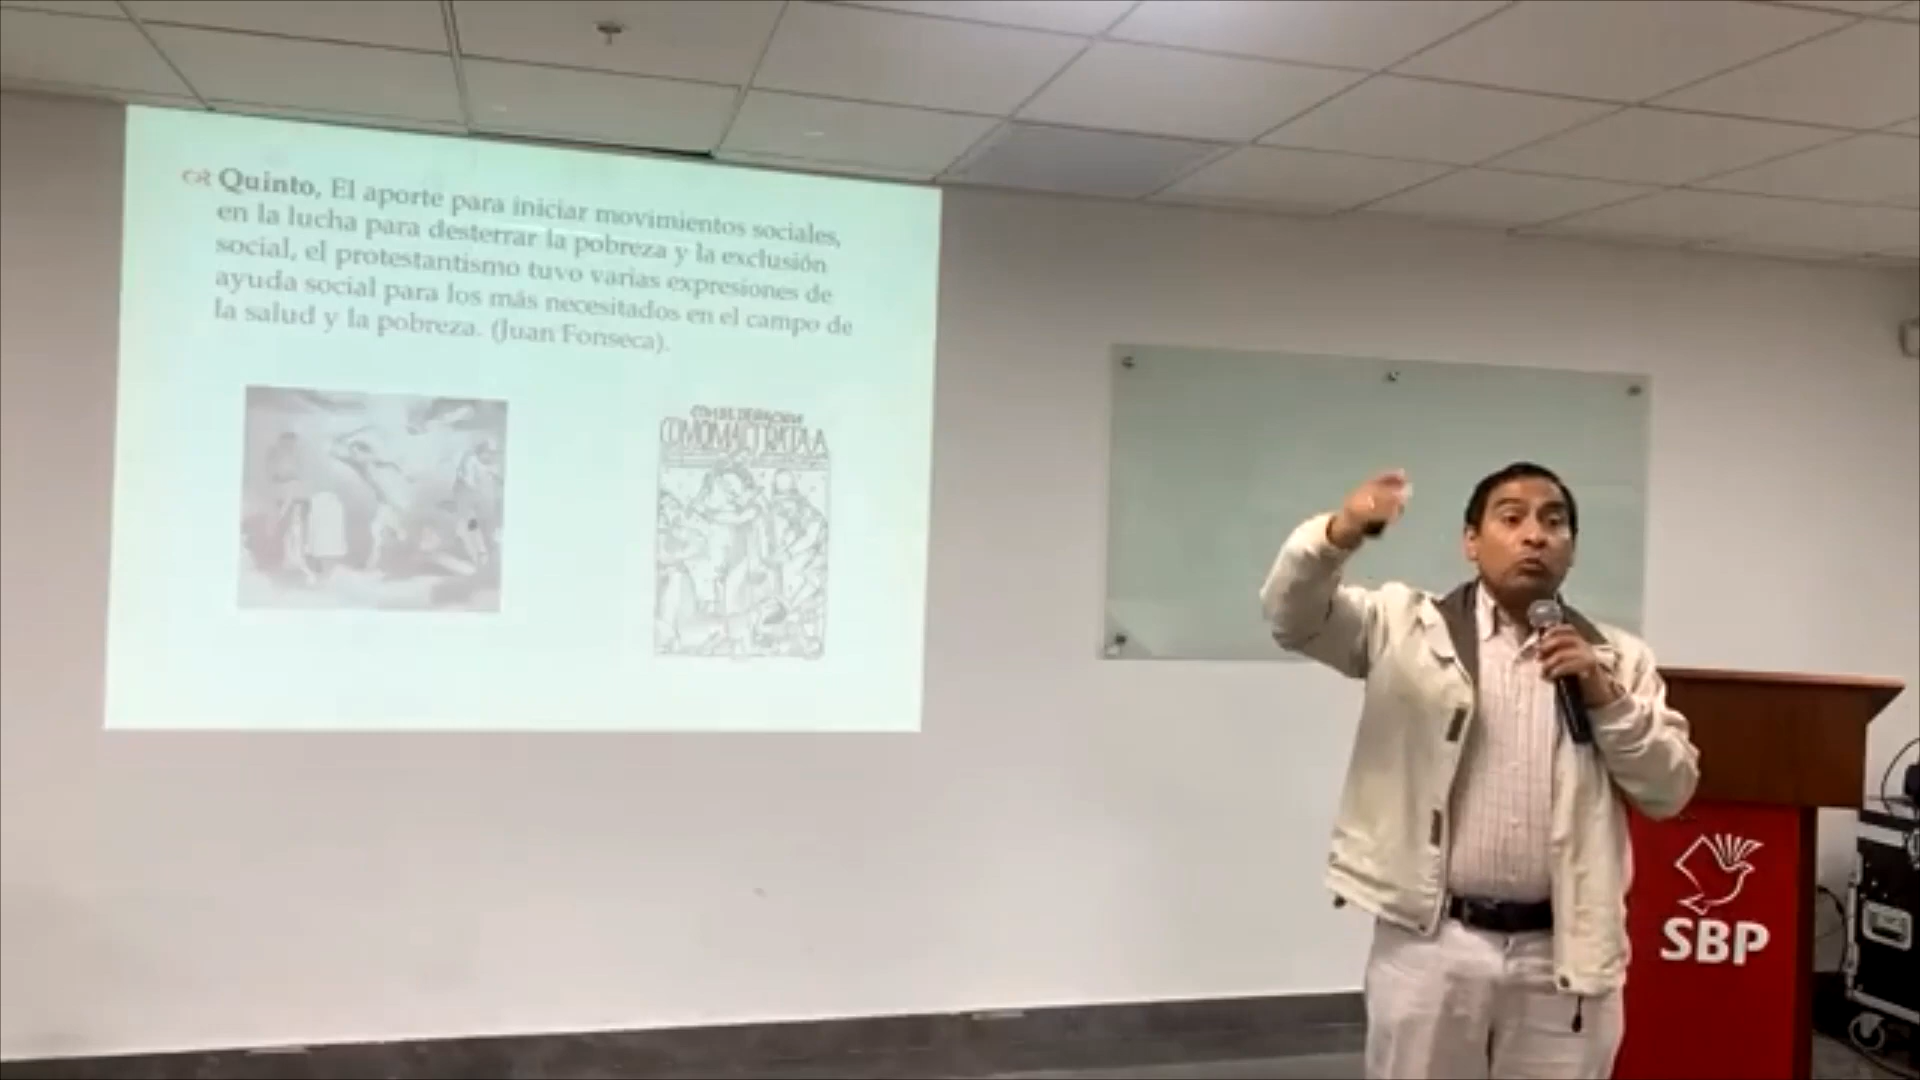 Quinto, El aporte para iniciar movimientos sociales,
en la lucha para desterrar la pobreza y la exclusión
social, el protestantismo tuvo varias expresiones de
ayuda social para los más necesitados en el campo de
la salud y la pobreza. (Juan Fonseca).
SBP